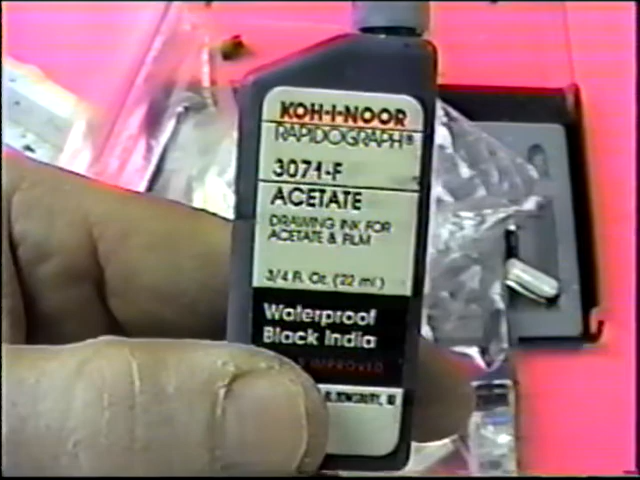 KOH-I-NOOR
RAPIDOGRAPH®
3071-F
ACETATE
DRAWING INK FOR
ACETATE & FILM
3/4 Fl. Oz. (22 ml)
Waterproof
Black India
IMPROVED